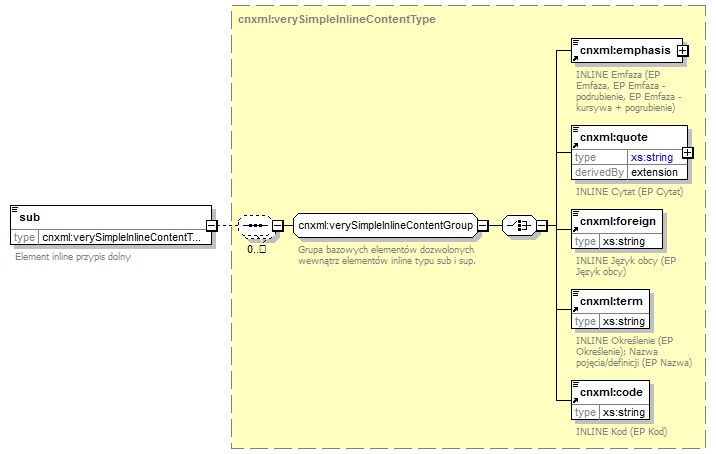 cnxml:verySimpleInlineContentType
cnxml:emphasis
INLINE Emfaza (EP
Emfaza, EP Emfaza -
podrubienie, EP Emfaza -
kursywa + pogrubienie)
cnxml:quote
type xs:string
derivedBy extension
INLINE Cytat (EP Cytat)
sub
type cnxml:verySimpleInlineContentT...
Element inline przypis dolny
0..□
cnxml:verySimpleInlineContentGroup
Grupa bazowych elementów dozwolonych
wewnątrz elementów inline typu sub i sup.
cnxml:foreign
type xs:string
INLINE Język obcy (EP
Język obcy)
cnxml:term
type xs:string
INLINE Określenie (EP
Określenie); Nazwa
pojęcia/definicji (EP Nazwa)
cnxml:code
type xs:string
INLINE Kod (EP Kod)